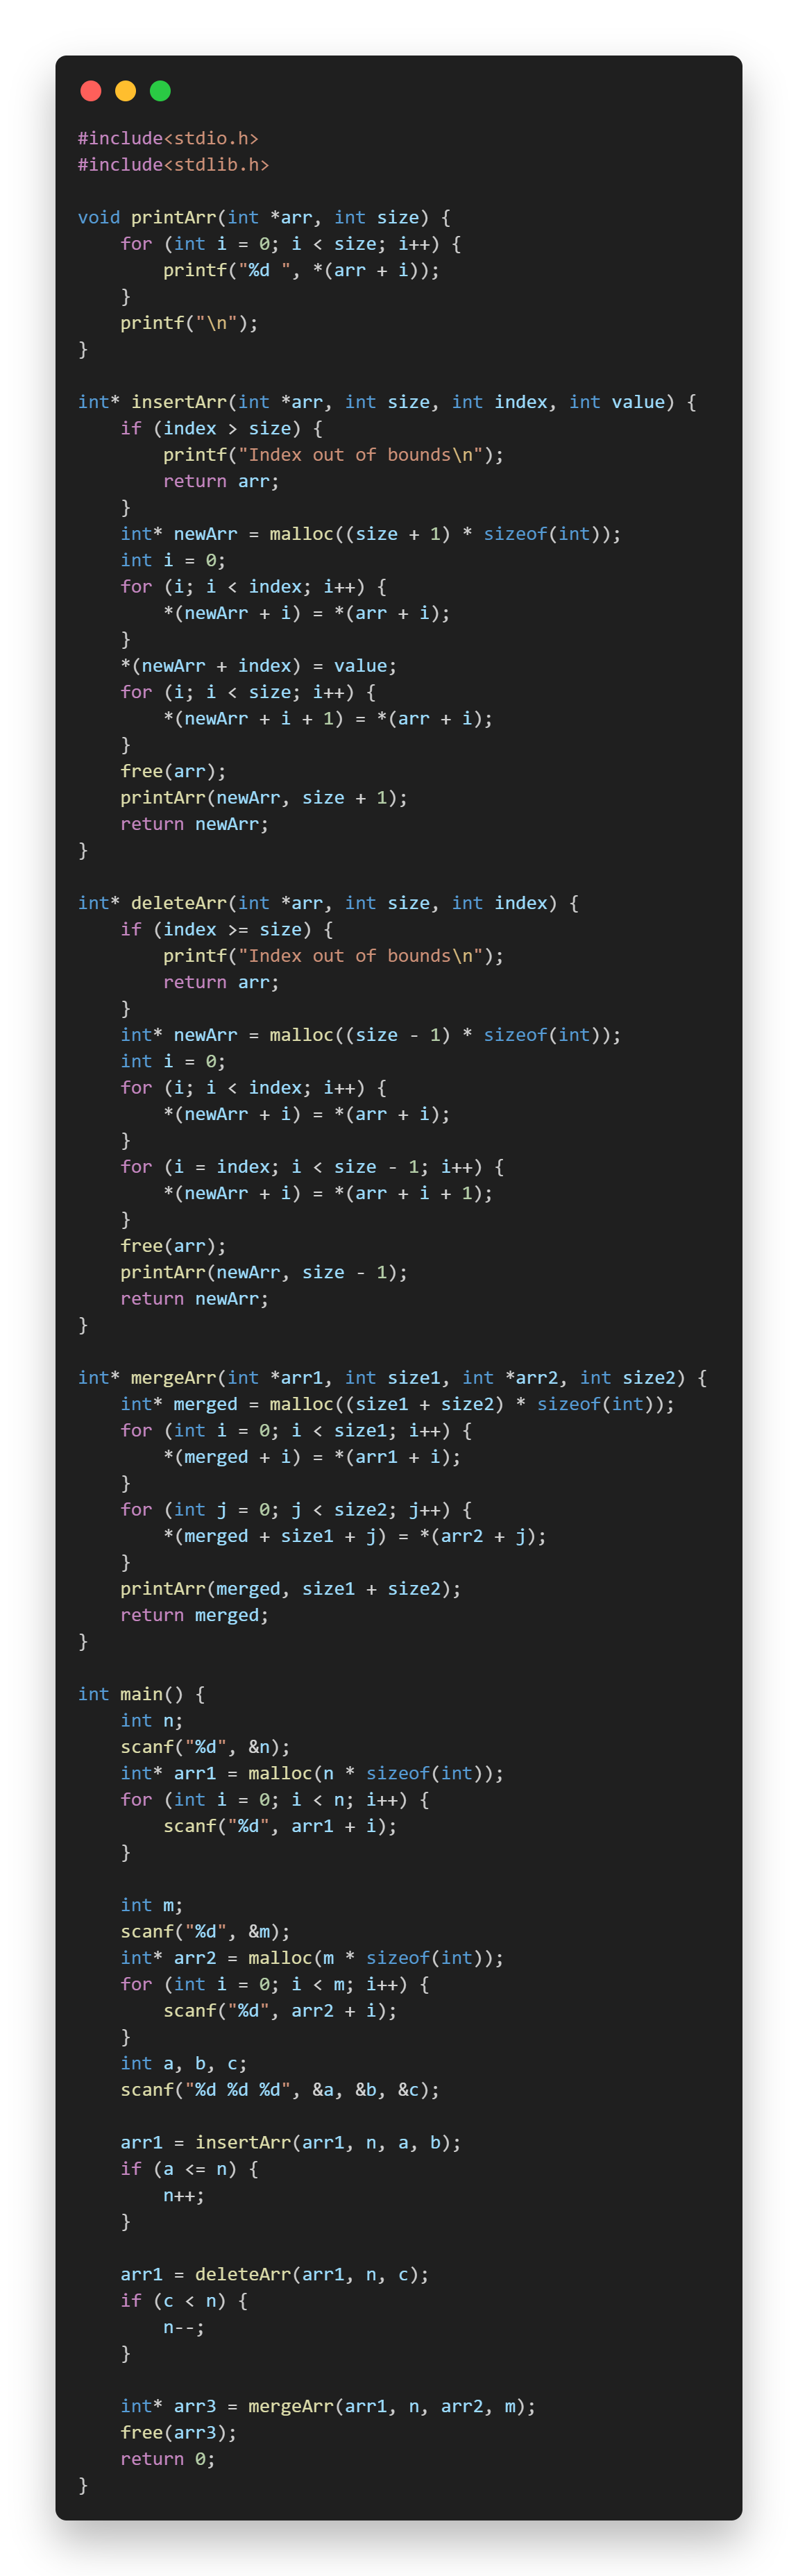 #include<stdio.h>
#include<stdlib.h>

void printArr(int *arr, int size) {
    for (int i = 0; i < size; i++) {
        printf("%d ", *(arr + i));
    }
    printf("\n");
}

int* insertArr(int *arr, int size, int index, int value) {
    if (index > size) {
        printf("Index out of bounds\n");
        return arr;
    }
    int* newArr = malloc((size + 1) * sizeof(int));
    int i = 0;
    for (i; i < index; i++) {
        *(newArr + i) = *(arr + i);
    }
    *(newArr + index) = value;
    for (i; i < size; i++) {
        *(newArr + i + 1) = *(arr + i);
    }
    free(arr);
    printArr(newArr, size + 1);
    return newArr;
}

int* deleteArr(int *arr, int size, int index) {
    if (index >= size) {
        printf("Index out of bounds\n");
        return arr;
    }
    int* newArr = malloc((size - 1) * sizeof(int));
    int i = 0;
    for (i; i < index; i++) {
        *(newArr + i) = *(arr + i);
    }
    for (i = index; i < size - 1; i++) {
        *(newArr + i) = *(arr + i + 1);
    }
    free(arr);
    printArr(newArr, size - 1);
    return newArr;
}

int* mergeArr(int *arr1, int size1, int *arr2, int size2) {
    int* merged = malloc((size1 + size2) * sizeof(int));
    for (int i = 0; i < size1; i++) {
        *(merged + i) = *(arr1 + i);
    }
    for (int j = 0; j < size2; j++) {
        *(merged + size1 + j) = *(arr2 + j);
    }
    printArr(merged, size1 + size2);
    return merged;
}

int main() {
    int n;
    scanf("%d", &n);
    int* arr1 = malloc(n * sizeof(int));
    for (int i = 0; i < n; i++) {
        scanf("%d", arr1 + i);
    }

    int m;
    scanf("%d", &m);
    int* arr2 = malloc(m * sizeof(int));
    for (int i = 0; i < m; i++) {
        scanf("%d", arr2 + i);
    }
    int a, b, c;
    scanf("%d %d %d", &a, &b, &c);

    arr1 = insertArr(arr1, n, a, b);
    if (a <= n) {
        n++;
    }

    arr1 = deleteArr(arr1, n, c);
    if (c < n) {
        n--;
    }

    int* arr3 = mergeArr(arr1, n, arr2, m);
    free(arr3);
    return 0;
}